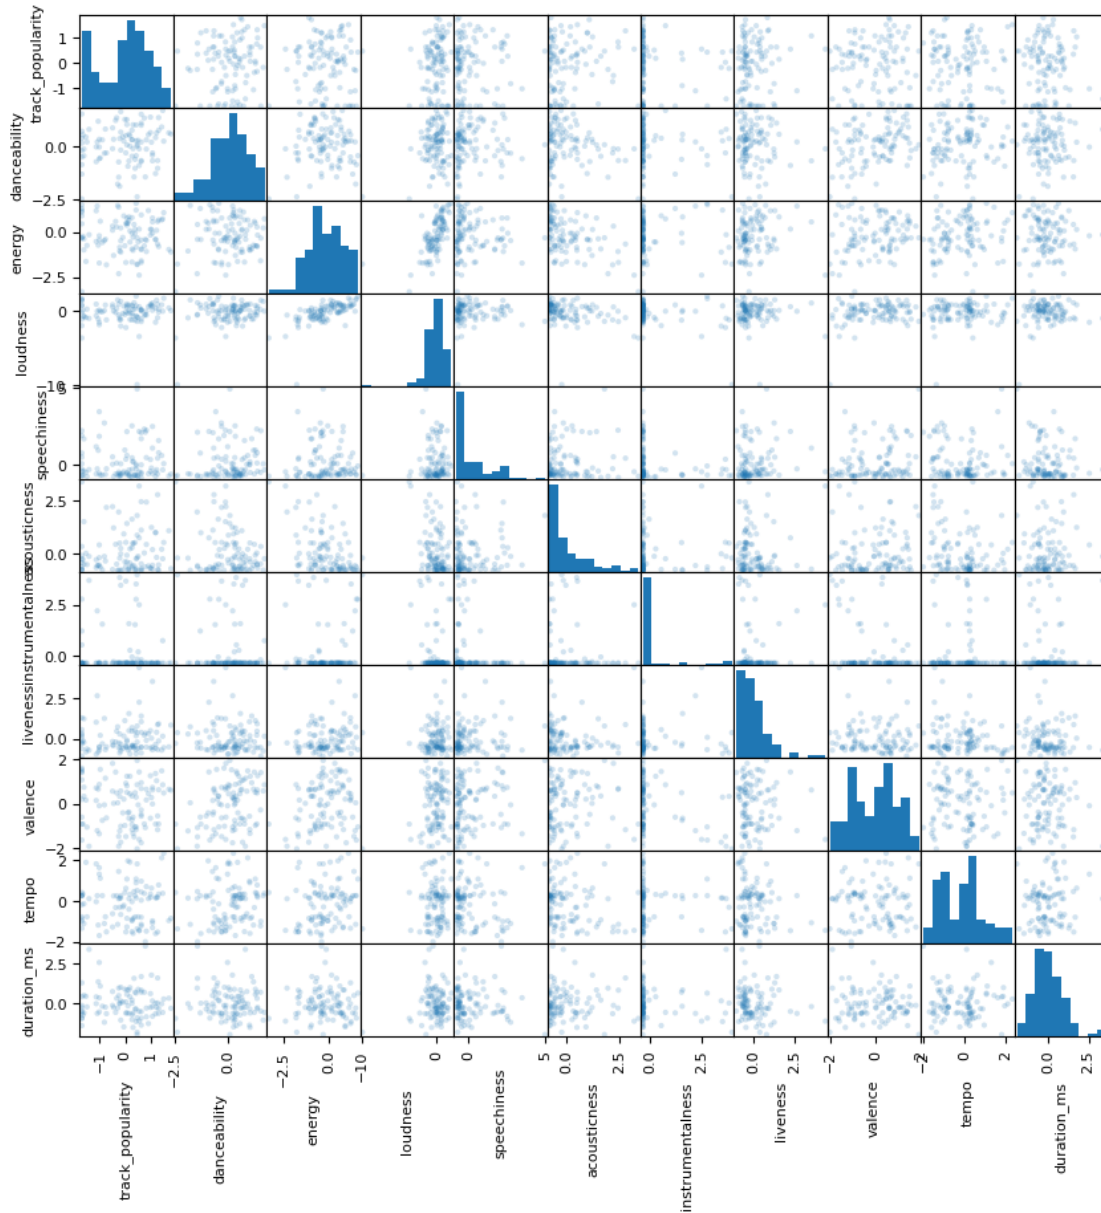 track_popularity
1
0
-1
danceability
0.0
−2.5
energy
0.0
−2.5
loudness
0
−10
speechiness
5
0
acousticness
2.5
0.0
instrumentalness
2.5
0.0
liveness
2.5
0.0
valence
2
0
−2
tempo
2
0
−2
duration_ms
2.5
0.0
−1 0 1 −2.5 0.0 −2.5 0.0 −10 0 0 5 0.0 2.5 0.0 2.5 0.0 2.5 −2 0 2 −2 0 2 0.0 2.5
track_popularity danceability energy loudness speechiness acousticness instrumentalness liveness valence tempo duration_ms